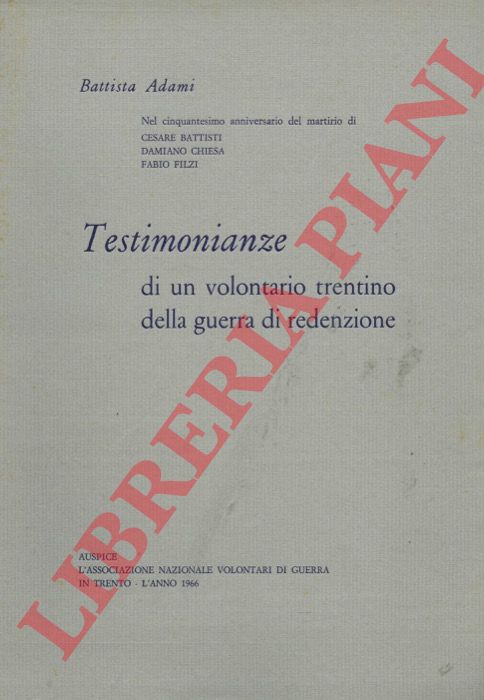 Battista Adami
Nel cinquantesimo anniversario del martirio di
CESARE BATTISTI
DAMIANO CHIESA
FABIO FILZI
Testimonianze
di un volontario trentino
della guerra di redenzione
AUSPICE
L'ASSOCIAZIONE NAZIONALE VOLONTARI DI GUERRA
IN TRENTO - L'ANNO 1966
LIBRERIA PIANI